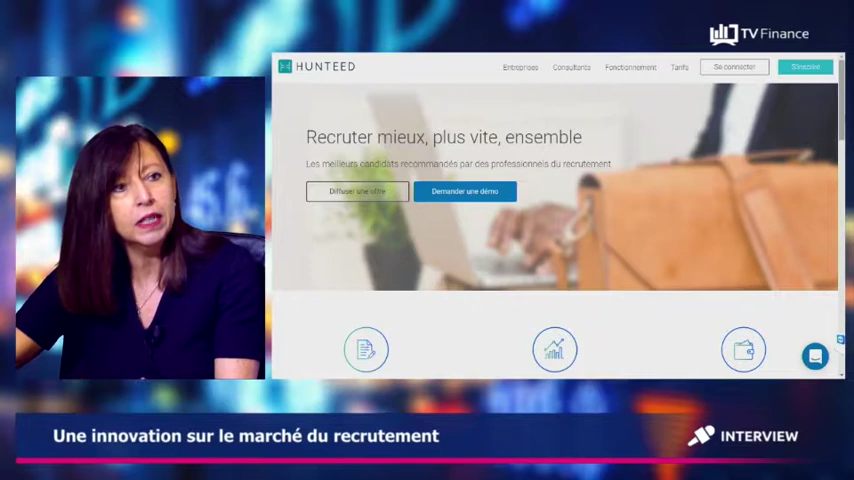 TV Finance
HUNTEED
Entreprises
Consultants
Fonctionnement
Tarifs
Se connecter
S'inscrire
Recruter mieux, plus vite, ensemble
Les meilleurs candidats recommandés par des professionnels du recrutement
Diffuser une offre
Demander une démo
Une innovation sur le marché du recrutement
INTERVIEW